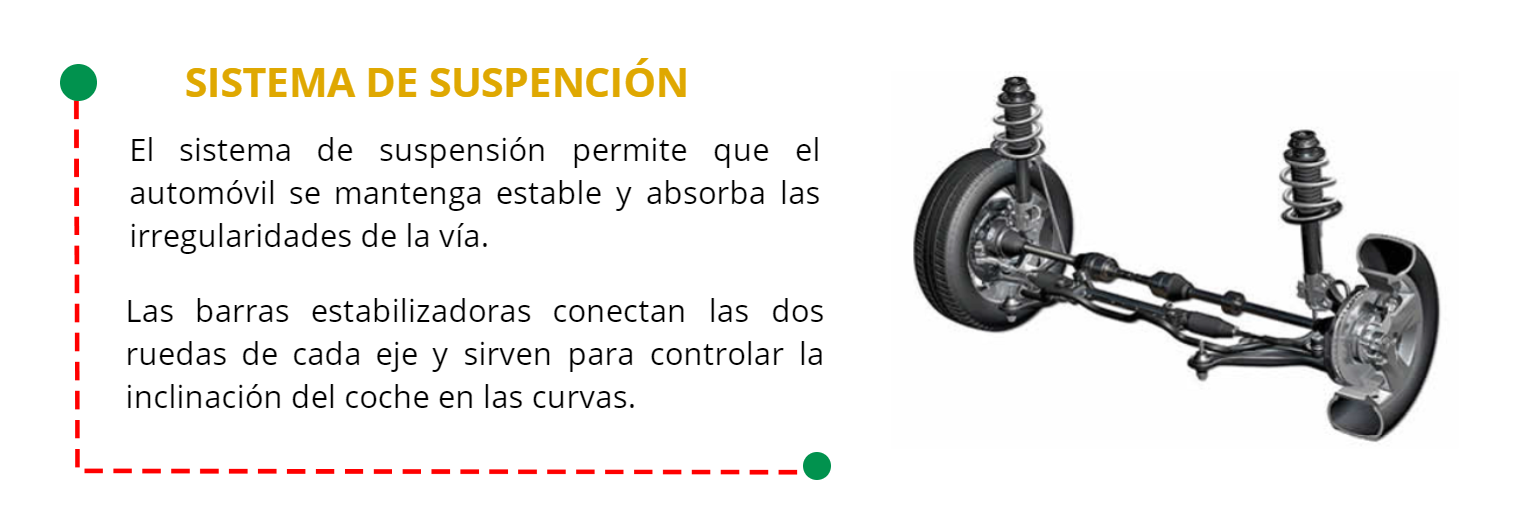 SISTEMA DE SUSPENCIÓN
El sistema de suspensión permite que el
automóvil se mantenga estable y absorba las
irregularidades de la vía.
Las barras estabilizadoras conectan las dos
ruedas de cada eje y sirven para controlar la
inclinación del coche en las curvas.